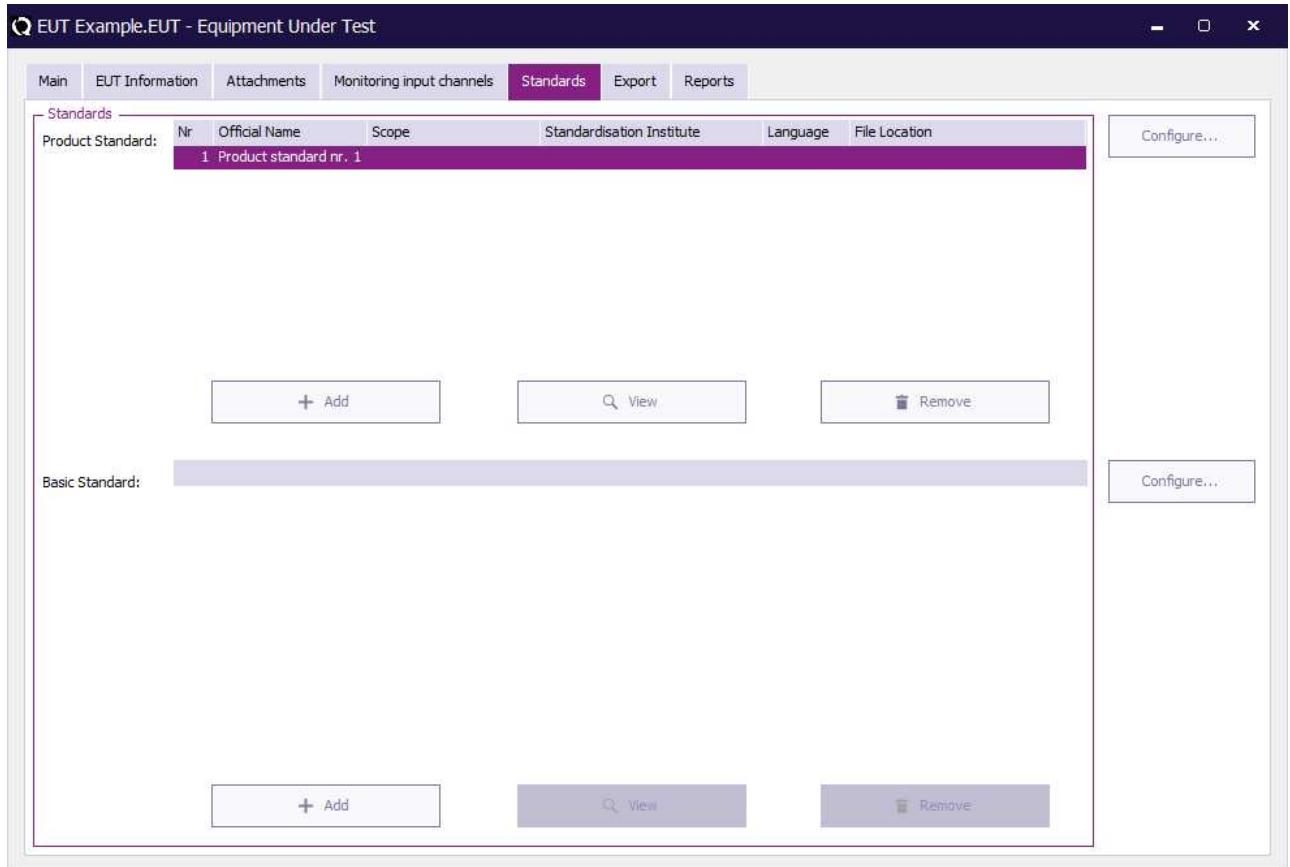 EUT Example.EUT - Equipment Under Test
Main EUT Information Attachments Monitoring input channels Standards Export Reports
Standards
Product Standard:
Nr Official Name Scope Standardisation Institute Language File Location
1 Product standard nr. 1
Configure...
+ Add View Remove
Basic Standard:
Configure...
+ Add View Remove